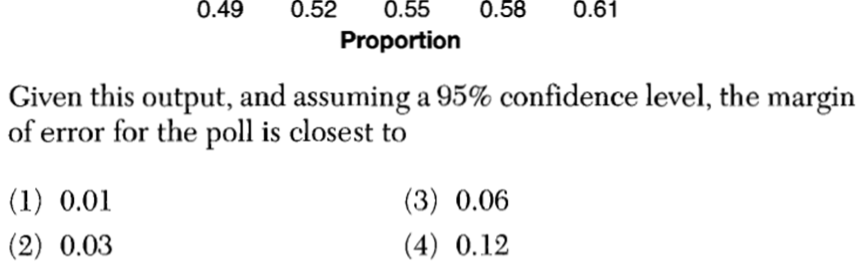 0.49 0.52 0.55 0.58 0.61
Proportion
Given this output, and assuming a 95% confidence level, the margin
of error for the poll is closest to
(1) 0.01 (3) 0.06
(2) 0.03 (4) 0.12